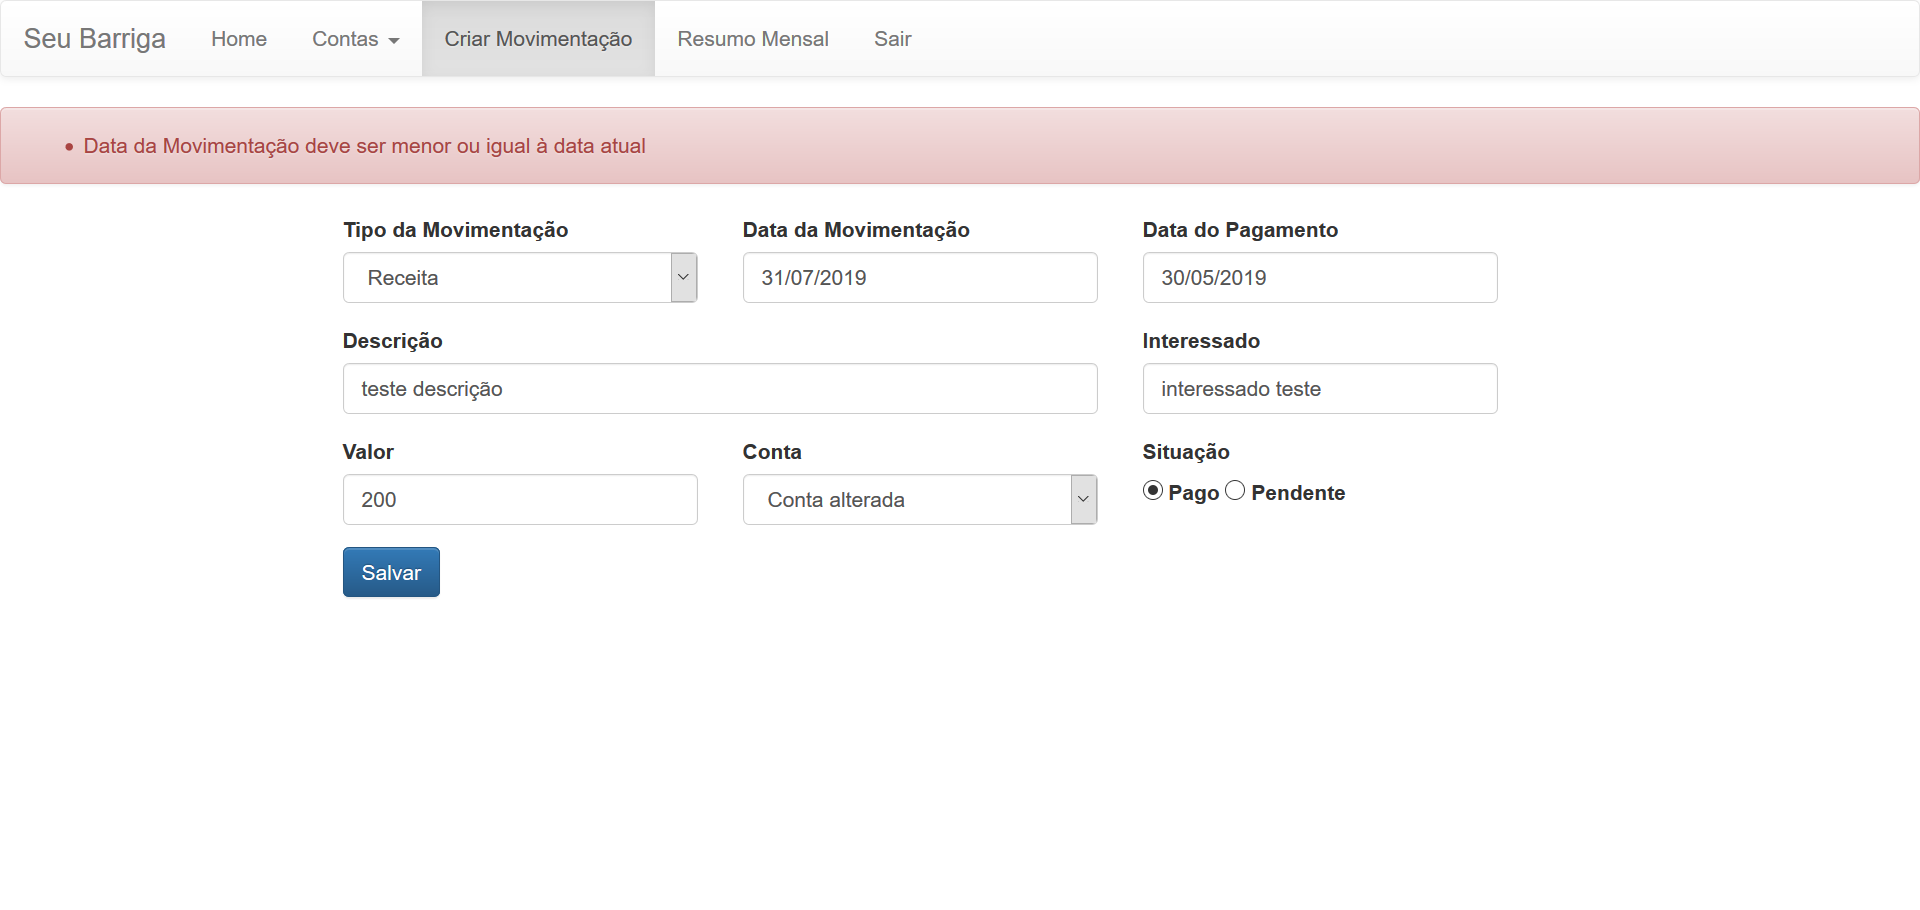 Seu Barriga Home Contas Criar Movimentação Resumo Mensal Sair
Data da Movimentação deve ser menor ou igual à data atual
Tipo da Movimentação Data da Movimentação Data do Pagamento
Receita 31/07/2019 30/05/2019
Descrição Interessado
teste descrição interessado teste
Valor Conta Situação
200 Conta alterada Pago Pendente
Salvar